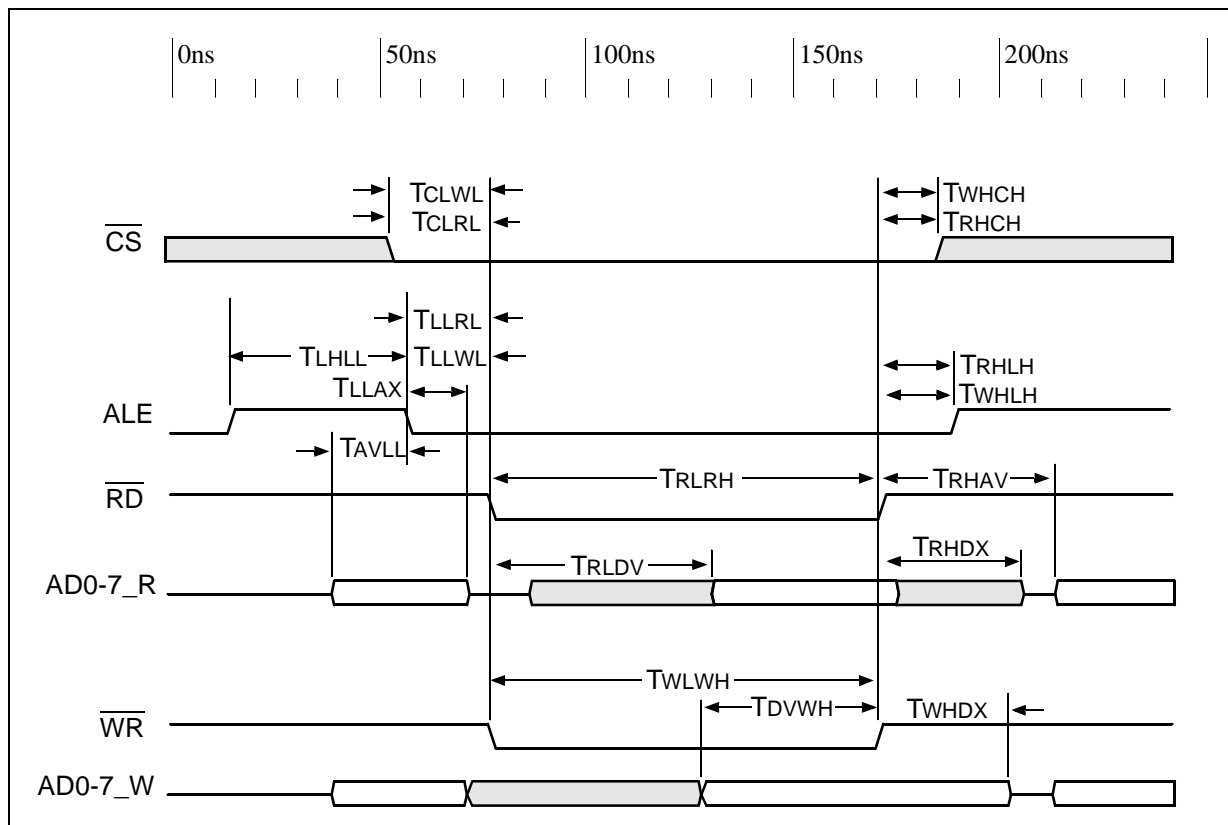 0ns 50ns 100ns 150ns 200ns
TCLWL TWHCH
TCLRL TRHCH
CS
TLLRL
TLHLL TLLWL TRHLH
TLLAX TWHLH
ALE
TAVLL
TRLRH TRHAV
RD
TRLDV TRHDX
AD0-7_R
TWLWH
TDVWH TWHDX
WR
AD0-7_W